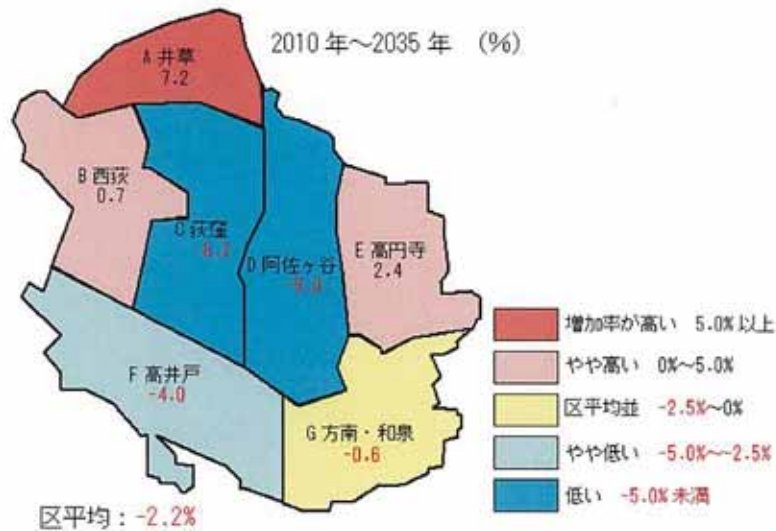 2010年～2035年 （%）
A 井草
7.2
B 西荻
0.7
C 荻窪
D 阿佐ヶ谷
E 高円寺
2.4
F 高井戸
-4.0
G 方南・和泉
-0.6
増加率が高い 5.0%以上
やや高い 0%～5.0%
区平均並 -2.5%～0%
やや低い -5.0%～-2.5%
低い -5.0%未満
区平均：-2.2%